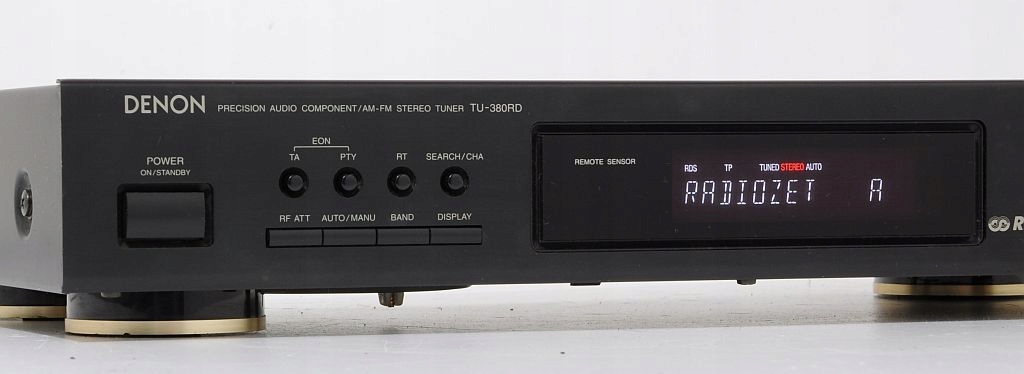 DENON PRECISION AUDIO COMPONENT/AM-FM STEREO TUNER TU-380RD
POWER
ON/STANDBY
EON
TA PTY RT SEARCH/CHA
RF ATT AUTO/MANU BAND DISPLAY
REMOTE SENSOR
RDS TP TUNED STEREO AUTO
RADIOZET A